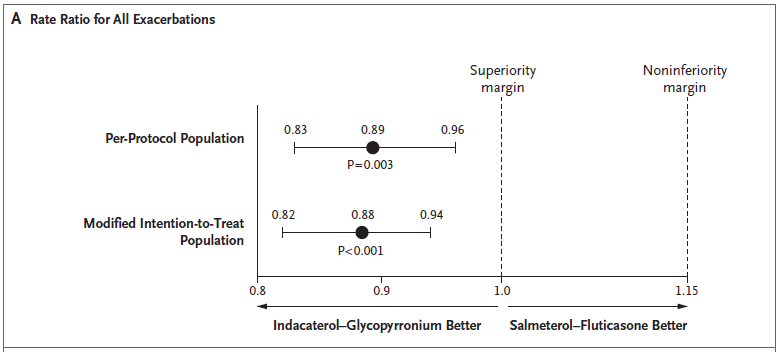 A Rate Ratio for All Exacerbations
Superiority
margin
Noninferiority
margin
Per-Protocol Population
0.83 0.89 0.96
P=0.003
Modified Intention-to-Treat
Population
0.82 0.88 0.94
P<0.001
0.8 0.9 1.0 1.15
Indacaterol–Glycopyrronium Better Salmeterol–Fluticasone Better